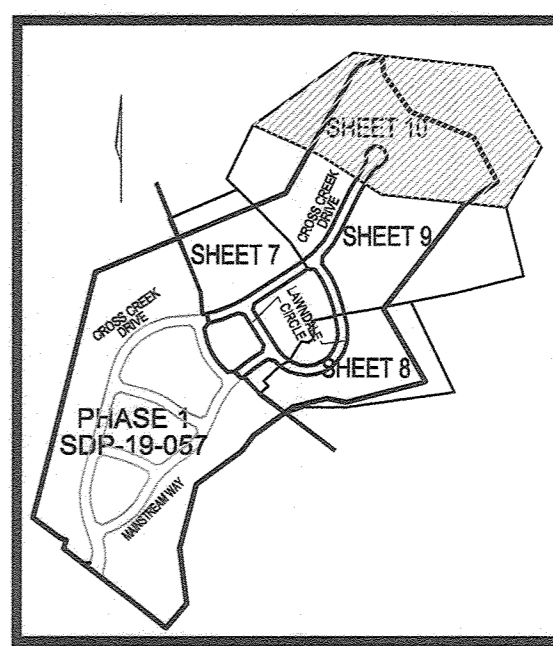 SHEET 10
CROSS CREEK
DRIVE
SHEET 9
SHEET 7
LAWNDALE
CIRCLE
CROSS CREEK
DRIVE
SHEET 8
PHASE 1
SDP-19-057
MAINSTREAM WAY